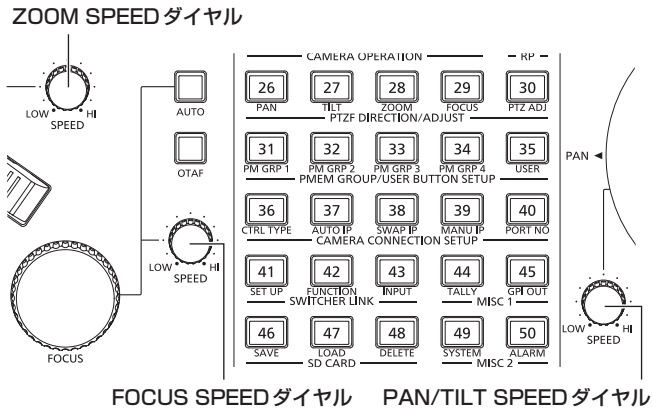 ZOOM SPEEDダイヤル
CAMERA OPERATION
RP
LOW
HI
SPEED
AUTO
26 27 28 29 30
PAN TILT ZOOM FOCUS PTZ ADJ
PTZF DIRECTION/ADJUST
OTAF
31 32 33 34 35
PM GRP 1 PM GRP 2 PM GRP 3 PM GRP 4 USER
PMEM GROUP/USER BUTTON SETUP
PAN ◄
36 37 38 39 40
CTRL TYPE AUTO IP SWAP IP MANU IP PORT NO
CAMERA CONNECTION SETUP
LOW
HI
SPEED
41 42 43 44 45
SET UP FUNCTION INPUT TALLY GPI OUT
SWITCHER LINK MISC 1
LOW
HI
SPEED
46 47 48 49 50
SAVE LOAD DELETE SYSTEM ALARM
SD CARD MISC 2
FOCUS
FOCUS SPEEDダイヤル PAN/TILT SPEEDダイヤル